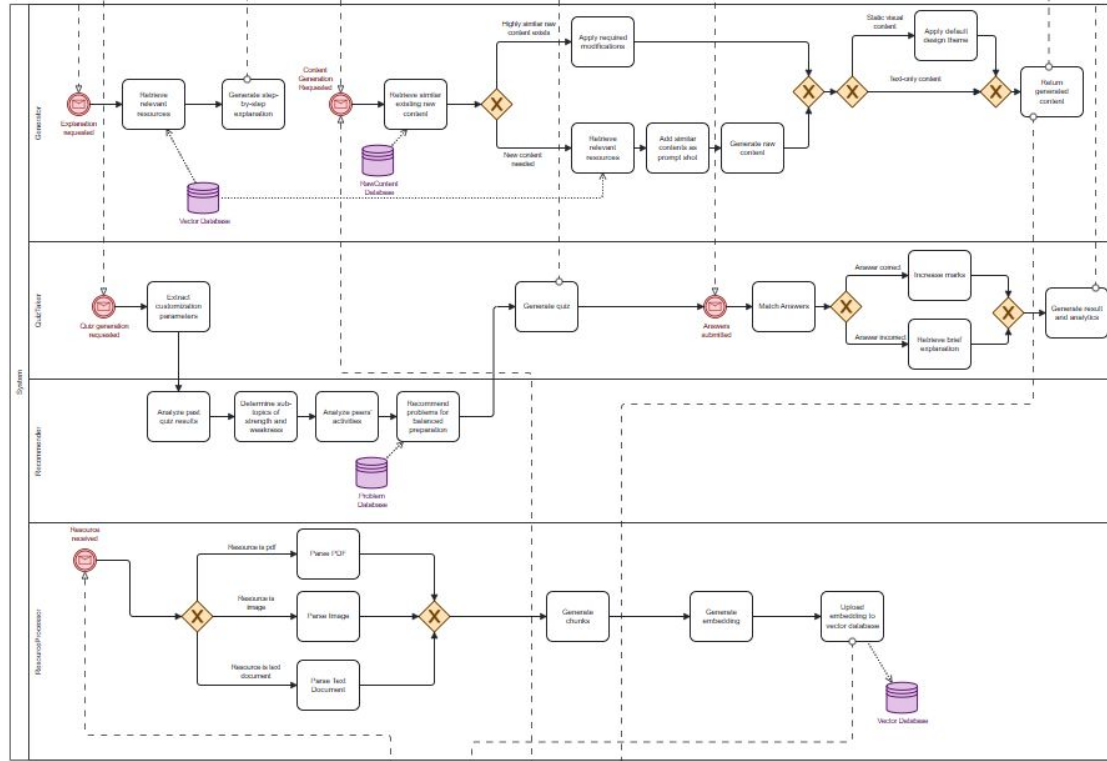 System
Generator
Explanation
requested
Retrieve
relevant
resources
Generate step-
by-step
explanation
Vector Database
Content
Generation
Requested
Retrieve similar
existing raw
content
RawContent
Database
Highly similar raw
content exists
Apply required
modifications
New content
needed
Retrieve
relevant
resources
Add similar
contents as
prompt shot
Generate raw
content
Static visual
content
Apply default
design theme
Text-only content
Return
generated
content
QuizTaker
Quiz generation
requested
Extract
customization
parameters
Generate quiz
Answers
submitted
Match Answers
Answer correct
Increase marks
Answer incorrect
Retrieve brief
explanation
Generate result
and analytics
Recommender
Analyze past
quiz results
Determine sub-
topics of
strength and
weakness
Analyze peers'
activities
Recommend
problems for
balanced
preparation
Problem
Database
ResourceProcessor
Resource
received
Resource is pdf
Parse PDF
Resource is
image
Parse Image
Resource is text
document
Parse Text
Document
Generate
chunks
Generate
embedding
Upload
embedding to
vector database
Vector Database